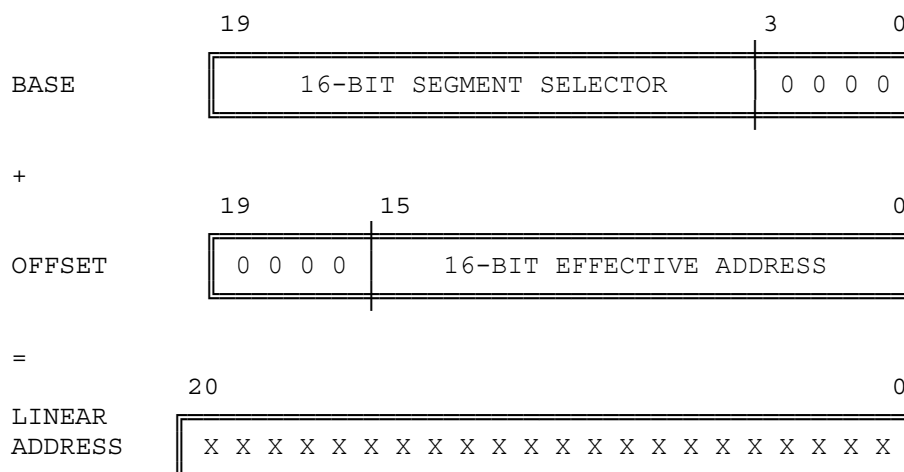 19 3 0
BASE 16-BIT SEGMENT SELECTOR 0 0 0 0
+
19 15 0
OFFSET 0 0 0 0 16-BIT EFFECTIVE ADDRESS
=
20 0
LINEAR
ADDRESS X X X X X X X X X X X X X X X X X X X X X X